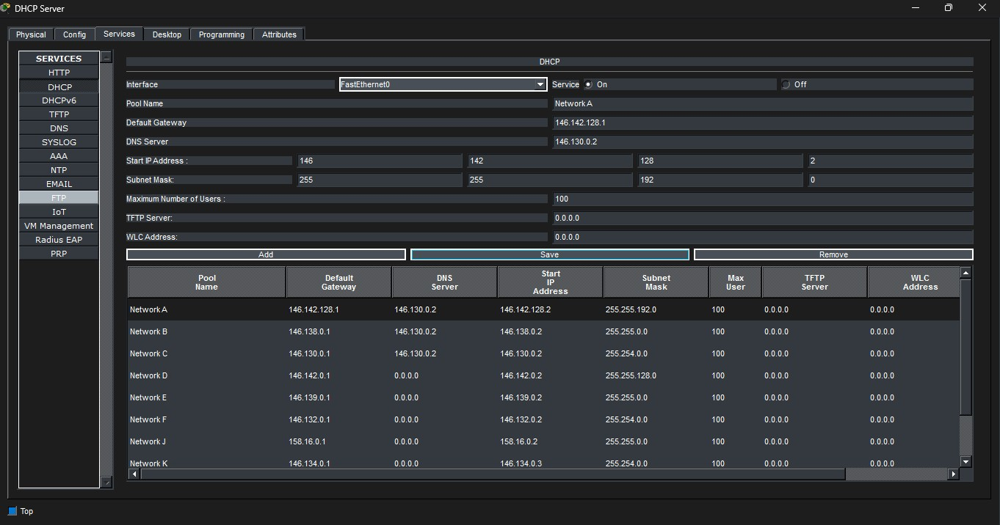 DHCP Server
Physical Config Services Desktop Programming Attributes
SERVICES
HTTP
DHCP
DHCPv6
TFTP
DNS
SYSLOG
AAA
NTP
EMAIL
FTP
IoT
VM Management
Radius EAP
PRP
DHCP
Interface FastEthernet0 Service On Off
Pool Name Network A
Default Gateway 146.142.128.1
DNS Server 146.130.0.2
Start IP Address : 146 142 128 2
Subnet Mask: 255 255 192 0
Maximum Number of Users : 100
TFTP Server: 0.0.0.0
WLC Address: 0.0.0.0
Add Save Remove
Pool Name Default Gateway DNS Server Start IP Address Subnet Mask Max User TFTP Server WLC Address
Network A 146.142.128.1 146.130.0.2 146.142.128.2 255.255.192.0 100 0.0.0.0 0.0.0.0
Network B 146.138.0.1 146.130.0.2 146.138.0.2 255.255.0.0 100 0.0.0.0 0.0.0.0
Network C 146.130.0.1 146.130.0.2 146.130.0.2 255.254.0.0 100 0.0.0.0 0.0.0.0
Network D 146.142.0.1 0.0.0.0 146.142.0.2 255.255.128.0 100 0.0.0.0 0.0.0.0
Network E 146.139.0.1 0.0.0.0 146.139.0.2 255.255.0.0 100 0.0.0.0 0.0.0.0
Network F 146.132.0.1 0.0.0.0 146.132.0.2 255.254.0.0 100 0.0.0.0 0.0.0.0
Network J 158.16.0.1 0.0.0.0 158.16.0.2 255.255.0.0 100 0.0.0.0 0.0.0.0
Network K 146.134.0.1 0.0.0.0 146.134.0.3 255.254.0.0 100 0.0.0.0 0.0.0.0
Top